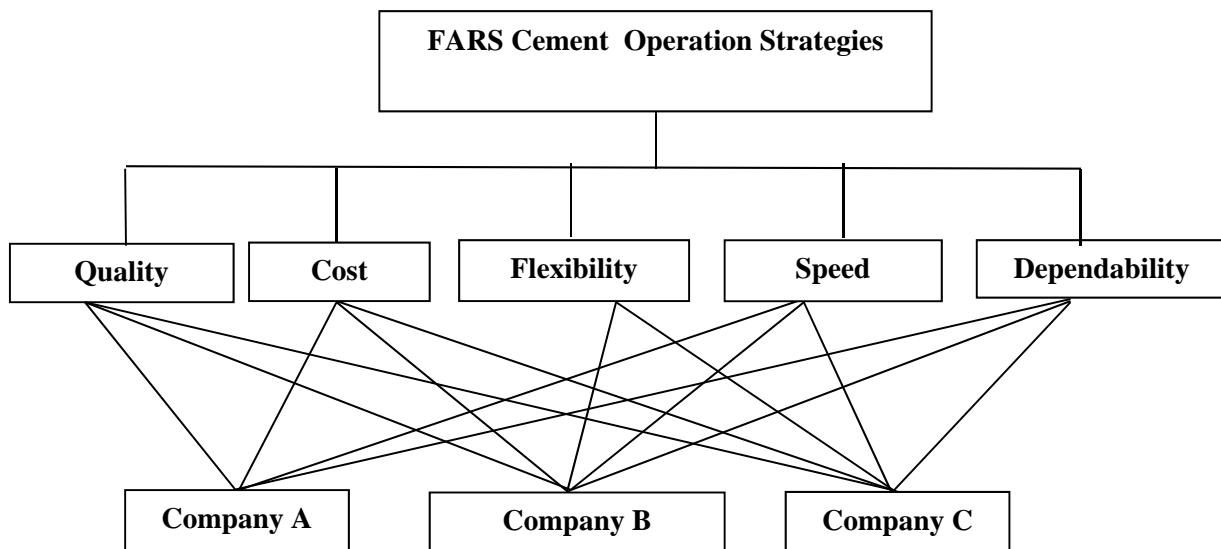 FARS Cement  Operation Strategies
Quality
Cost
Flexibility
Speed
Dependability
Company A
Company B
Company C